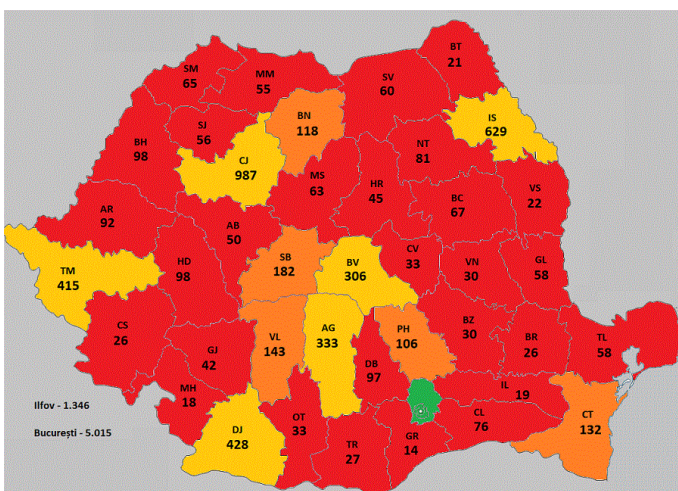 BT
21
SM
65
MM
55
SV
60
BN
118
IS
629
SJ
56
BH
98
NT
81
CJ
987
MS
63
HR
45
VS
22
BC
67
AR
92
AB
50
CV
33
VN
30
GL
58
SB
182
BV
306
HD
98
TM
415
CS
26
GJ
42
VL
143
AG
333
PH
106
BZ
30
BR
26
TL
58
DB
97
MH
18
IL
19
CL
76
CT
132
OT
33
DJ
428
TR
27
GR
14
Ilfov - 1.346
București - 5.015